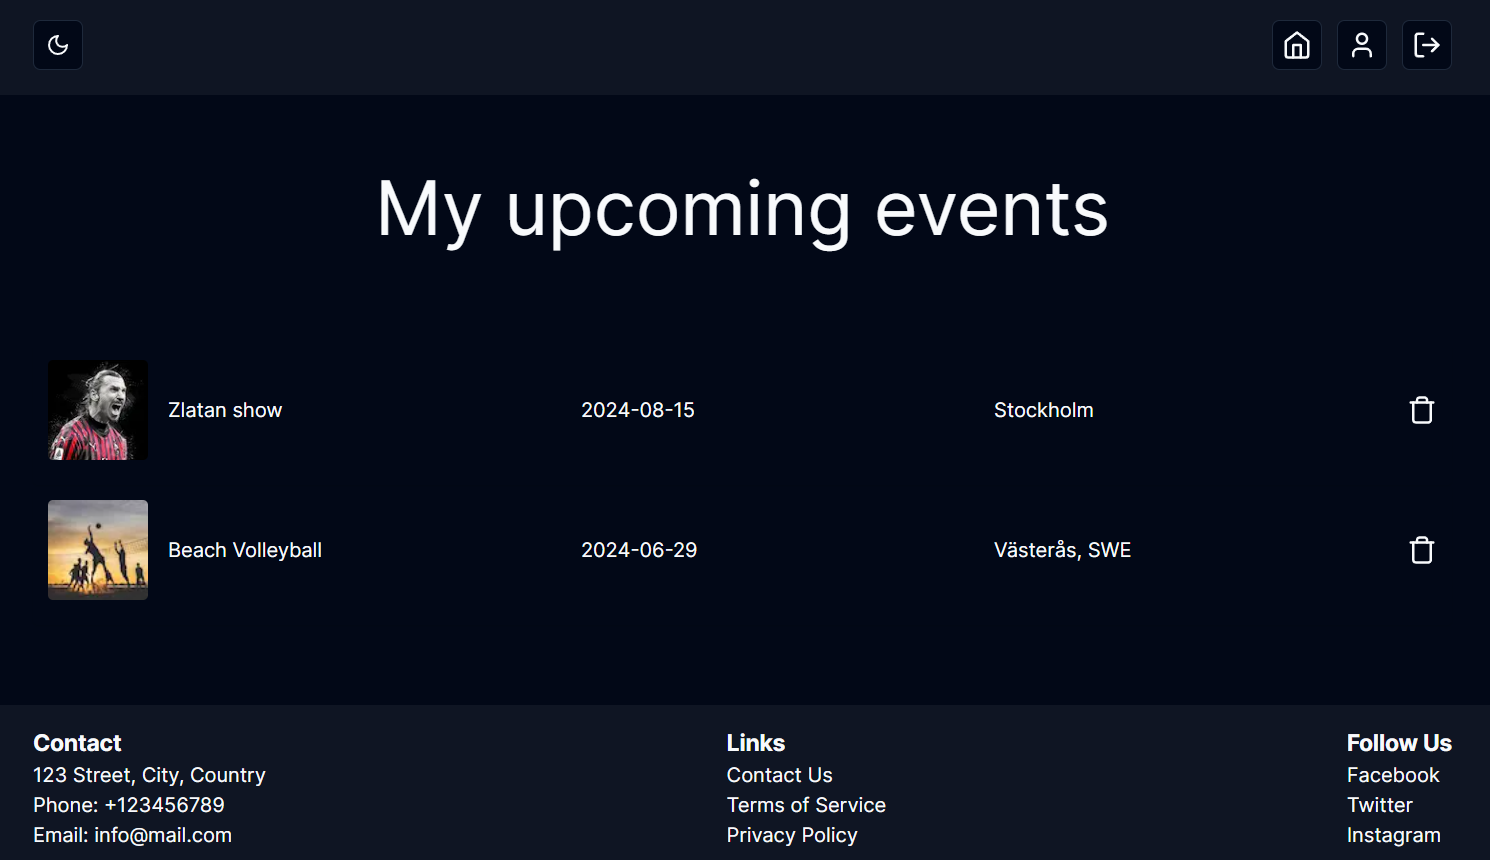 My upcoming events
Zlatan show 2024-08-15 Stockholm
Beach Volleyball 2024-06-29 Västerås, SWE
Contact
123 Street, City, Country
Phone: +123456789
Email: info@mail.com
Links
Contact Us
Terms of Service
Privacy Policy
Follow Us
Facebook
Twitter
Instagram